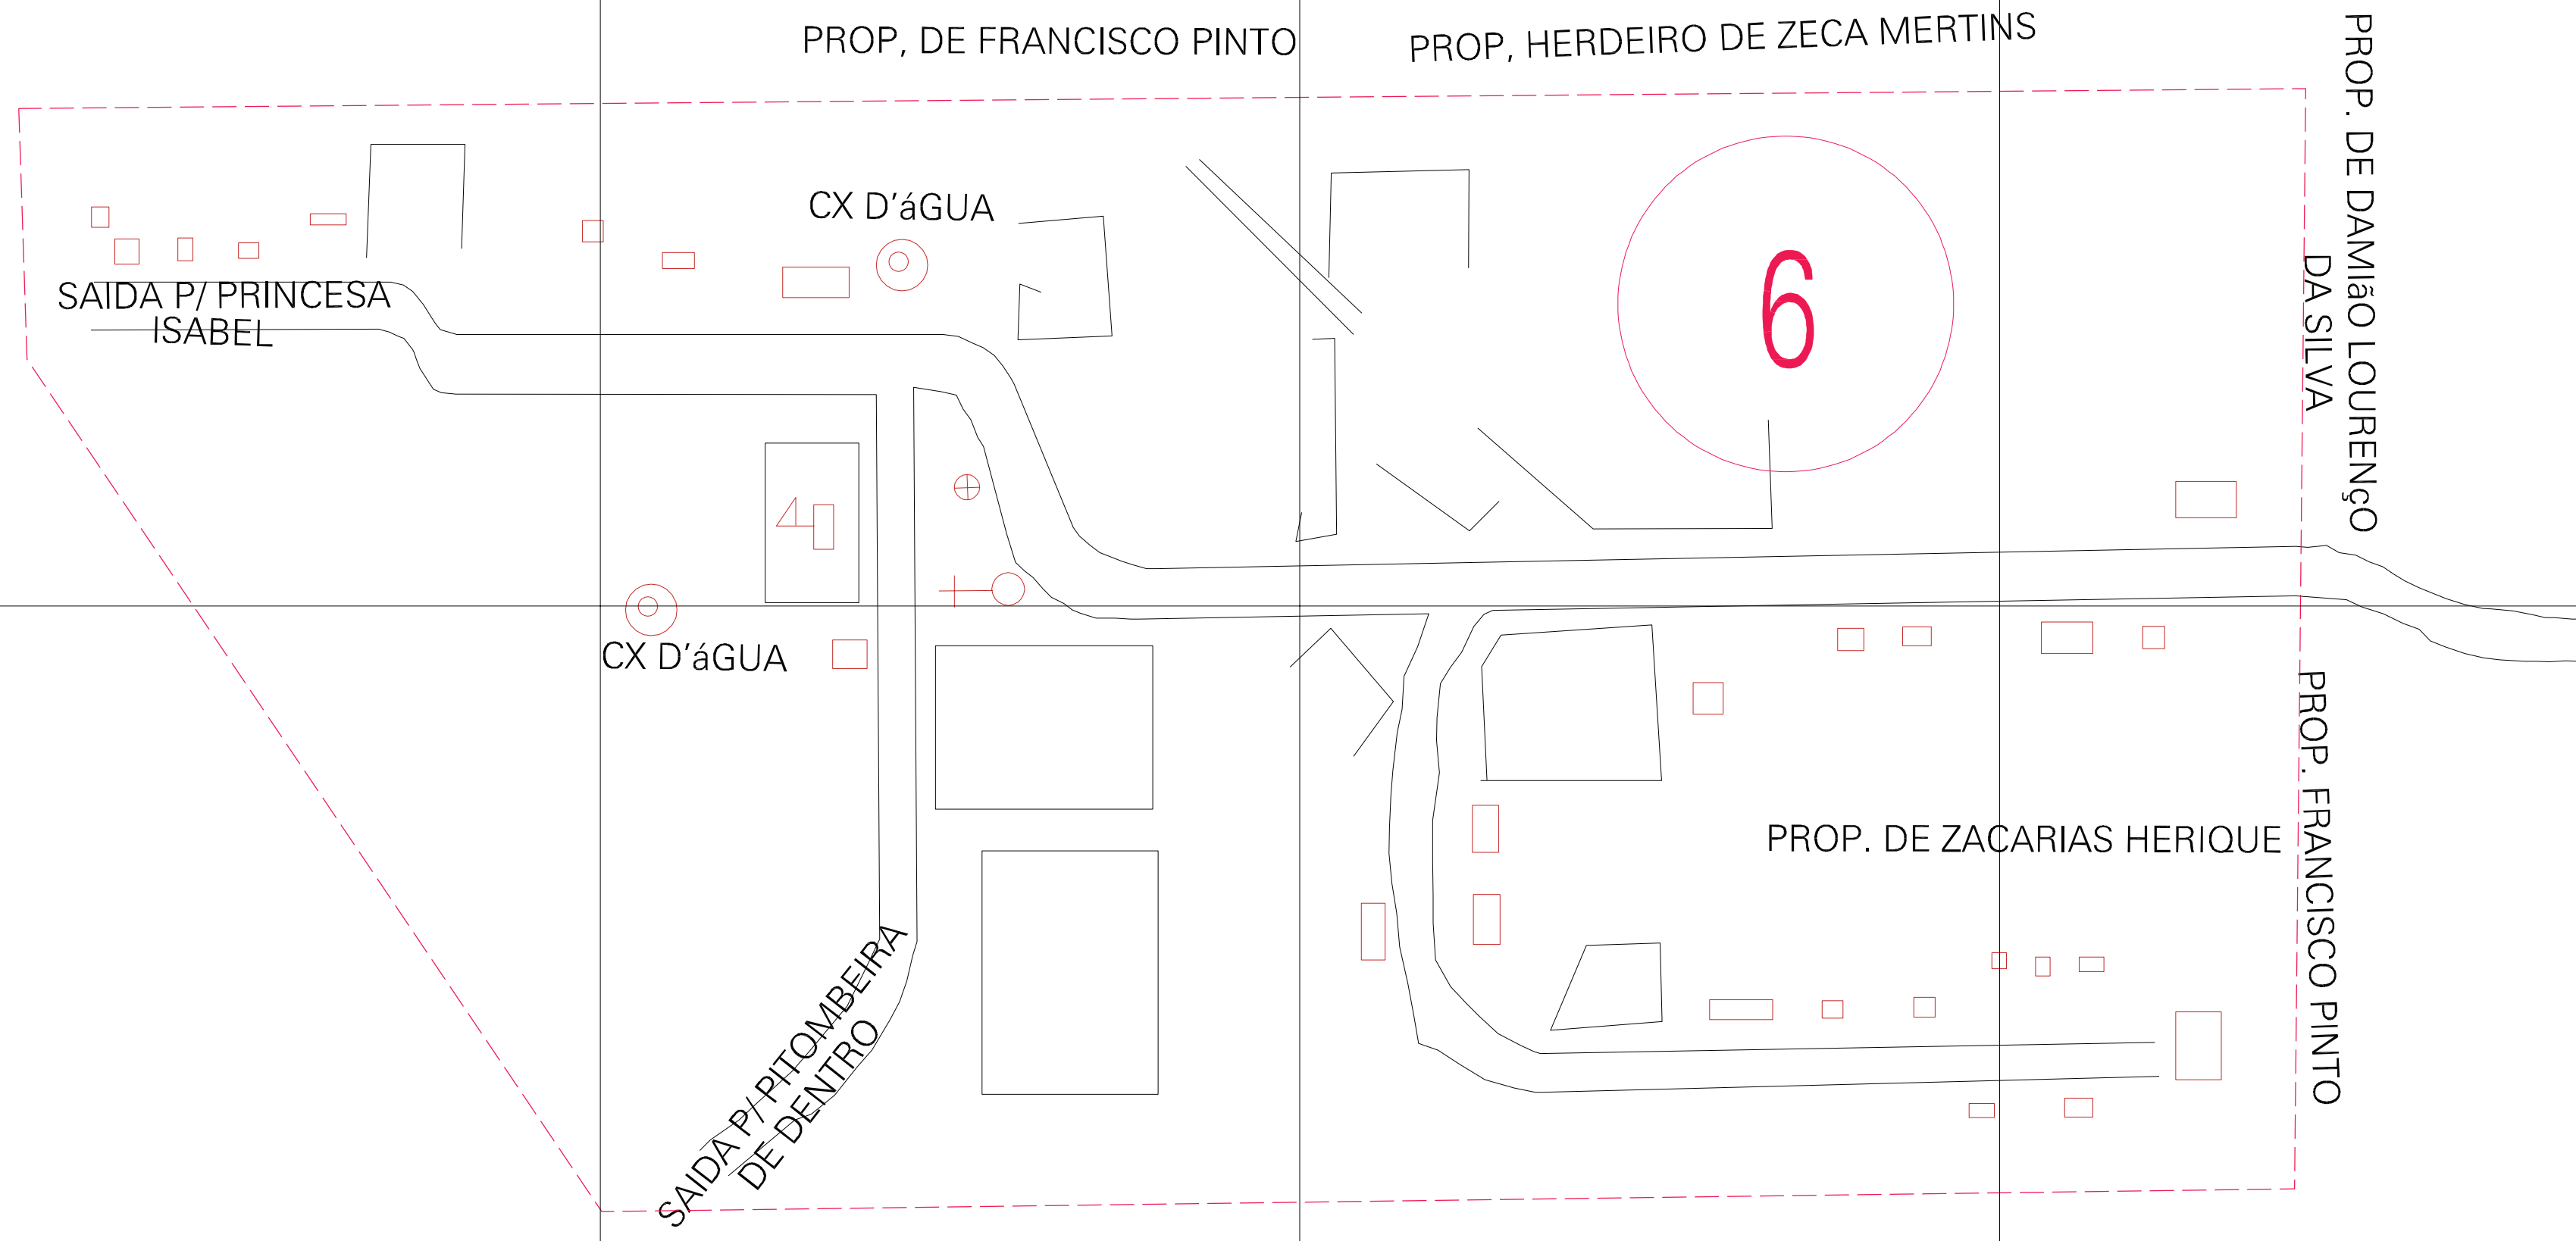 PROP, DE FRANCISCO PINTO
PROP, HERDEIRO DE ZECA MERTINS
PROP. DE DAMIãO LOURENçO
DA SILVA
CX D'áGUA
6
SAIDA P/ PRINCESA
ISABEL
CX D'áGUA
PROP. DE ZACARIAS HERIQUE
PROP. FRANCISCO PINTO
SAIDA P/ PITOMBEIRA
DE DENTRO